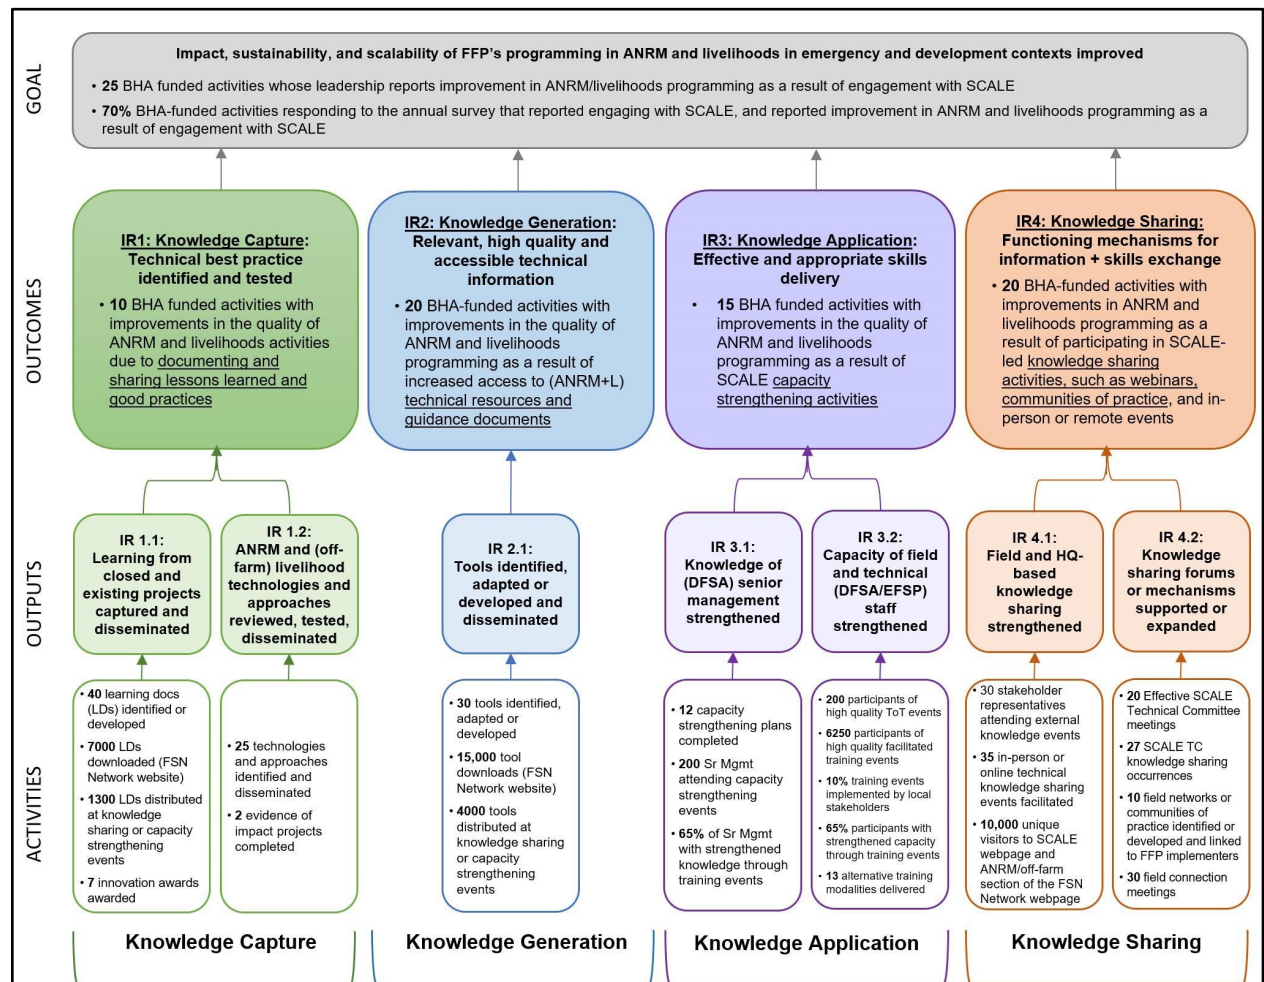 GOAL
Impact, sustainability, and scalability of FFP's programming in ANRM and livelihoods in emergency and development contexts improved
• 25 BHA funded activities whose leadership reports improvement in ANRM/livelihoods programming as a result of engagement with SCALE
• 70% BHA-funded activities responding to the annual survey that reported engaging with SCALE, and reported improvement in ANRM and livelihoods programming as a
result of engagement with SCALE
OUTCOMES
IR1: Knowledge Capture:
Technical best practice
identified and tested
• 10 BHA funded activities with
improvements in the quality of
ANRM and livelihoods activities
due to documenting and
sharing lessons learned and
good practices
IR2: Knowledge Generation:
Relevant, high quality and
accessible technical
information
• 20 BHA-funded activities with
improvements in the quality of
ANRM and livelihoods
programming as a result of
increased access to (ANRM+L)
technical resources and
guidance documents
IR3: Knowledge Application:
Effective and appropriate skills
delivery
• 15 BHA funded activities with
improvements in the quality of
ANRM and livelihoods
programming as a result of
SCALE capacity
strengthening activities
IR4: Knowledge Sharing:
Functioning mechanisms for
information + skills exchange
• 20 BHA-funded activities with
improvements in ANRM and
livelihoods programming as a
result of participating in SCALE-
led knowledge sharing
activities, such as webinars,
communities of practice, and in-
person or remote events
OUTPUTS
IR 1.1:
Learning from
closed and
existing projects
captured and
disseminated
IR 1.2:
ANRM and (off-
farm) livelihood
technologies and
approaches
reviewed, tested,
disseminated
IR 2.1:
Tools identified,
adapted or
developed and
disseminated
IR 3.1:
Knowledge of
(DFSA) senior
management
strengthened
IR 3.2:
Capacity of field
and technical
(DFSA/EFSP)
staff
strengthened
IR 4.1:
Field and HQ-
based
knowledge
sharing
strengthened
IR 4.2:
Knowledge
sharing forums
or mechanisms
supported or
expanded
ACTIVITIES
• 40 learning docs
(LDs) identified or
developed
• 7000 LDs
downloaded (FSN
Network website)
• 1300 LDs distributed
at knowledge
sharing or capacity
strengthening
events
• 7 innovation awards
awarded
• 25 technologies
and approaches
identified and
disseminated
• 2 evidence of
impact projects
completed
• 30 tools identified,
adapted or
developed
• 15,000 tool
downloads (FSN
Network website)
• 4000 tools
distributed at
knowledge sharing
or capacity
strengthening
events
• 12 capacity
strengthening plans
completed
• 200 Sr Mgmt
attending capacity
strengthening
events
• 65% of Sr Mgmt
with strengthened
knowledge through
training events
• 200 participants of
high quality ToT events
• 6250 participants of
high quality facilitated
training events
• 10% training events
implemented by local
stakeholders
• 65% participants with
strengthened capacity
through training events
• 13 alternative training
modalities delivered
• 30 stakeholder
representatives
attending external
knowledge events
• 35 in-person or
online technical
knowledge sharing
events facilitated
• 10,000 unique
visitors to SCALE
webpage and
ANRM/off-farm
section of the FSN
Network webpage
• 20 Effective SCALE
Technical Committee
meetings
• 27 SCALE TC
knowledge sharing
occurrences
• 10 field networks or
communities of
practice identified or
developed and linked
to FFP implementers
• 30 field connection
meetings
Knowledge Capture
Knowledge Generation
Knowledge Application
Knowledge Sharing